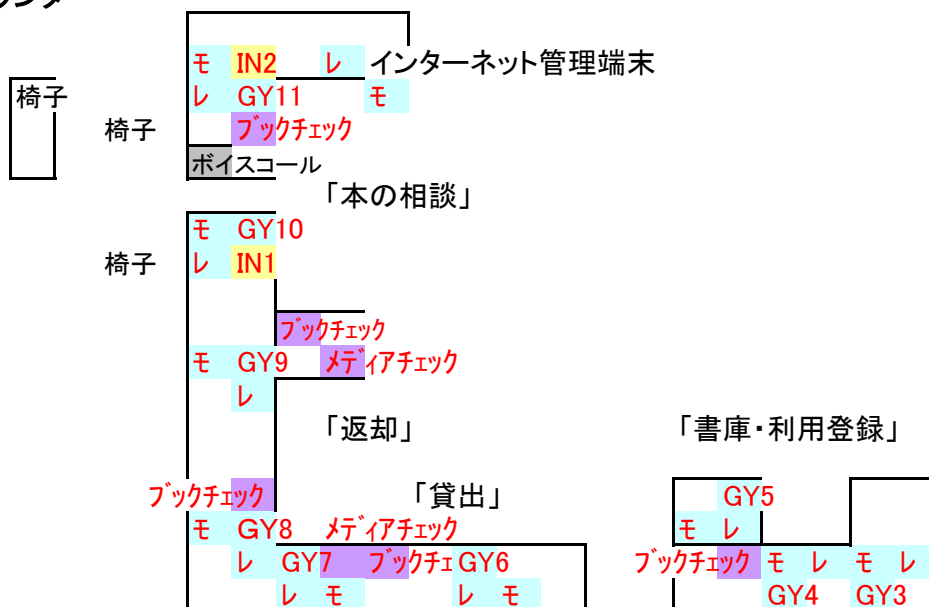 モ IN2 レ インターネット管理端末
椅子 レ GY11 モ
椅子 ブックチェック
ボイスコール
「本の相談」
モ GY10
椅子 レ IN1
ブックチェック
モ GY9 メディアチェック
レ
「返却」 「書庫・利用登録」
ブックチェック 「貸出」 GY5
モ GY8 メディアチェック モ レ
レ GY7 ブックチェ GY6 ブックチェック モ レ モ レ
レ モ レ モ GY4 GY3